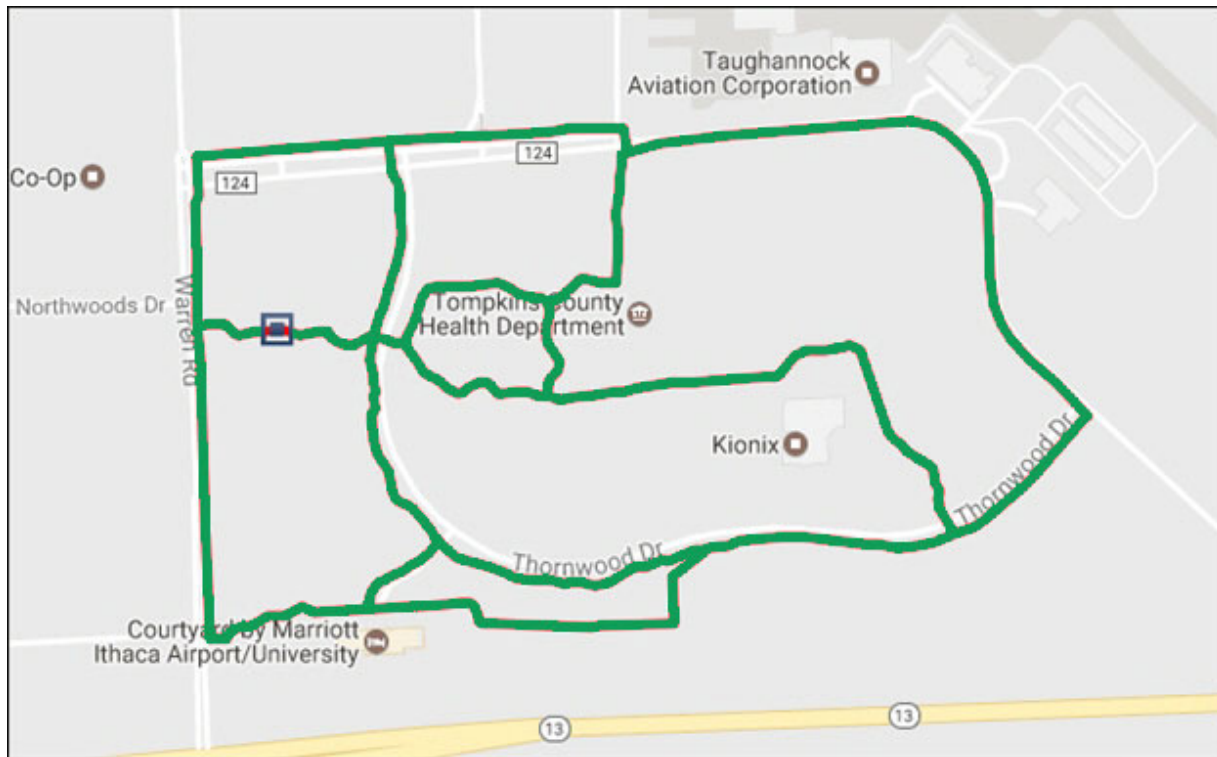 Taughannock
Aviation Corporation
124
Co-Op
124
Northwoods Dr
Warren Rd
Tompkins County
Health Department
Kionix
Thornwood Dr
Thornwood Dr
Courtyard by Marriott
Ithaca Airport/University
13
13